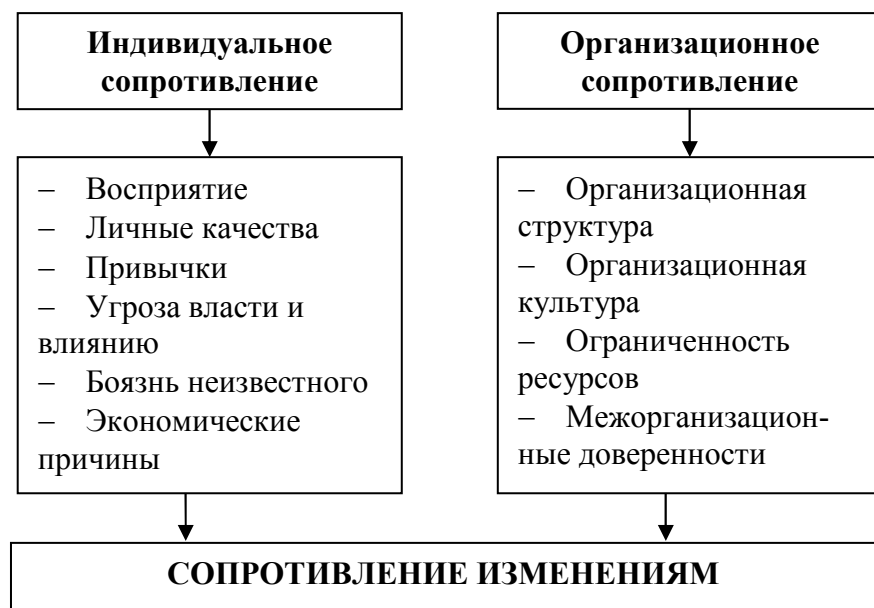 Индивидуальное
сопротивление
Организационное
сопротивление
– Восприятие
– Личные качества
– Привычки
– Угроза власти и
влиянию
– Боязнь неизвестного
– Экономические
причины
– Организационная
структура
– Организационная
культура
– Ограниченность
ресурсов
– Межорганизацион-
ные доверенности
СОПРОТИВЛЕНИЕ ИЗМЕНЕНИЯМ